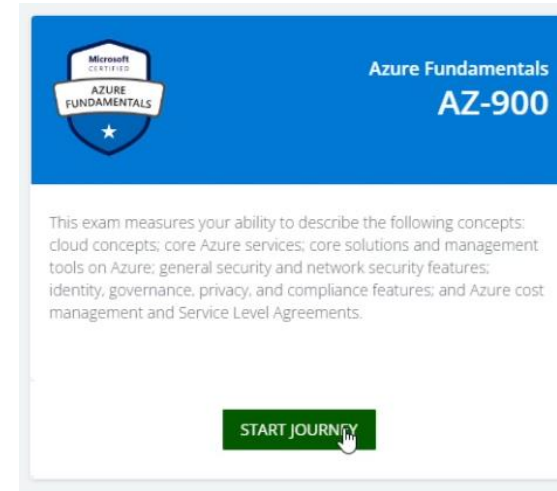 Microsoft
CERTIFIED
AZURE
FUNDAMENTALS
Azure Fundamentals
AZ-900
This exam measures your ability to describe the following concepts:
cloud concepts; core Azure services; core solutions and management
tools on Azure; general security and network security features;
identity, governance, privacy, and compliance features; and Azure cost
management and Service Level Agreements.
START JOURNEY